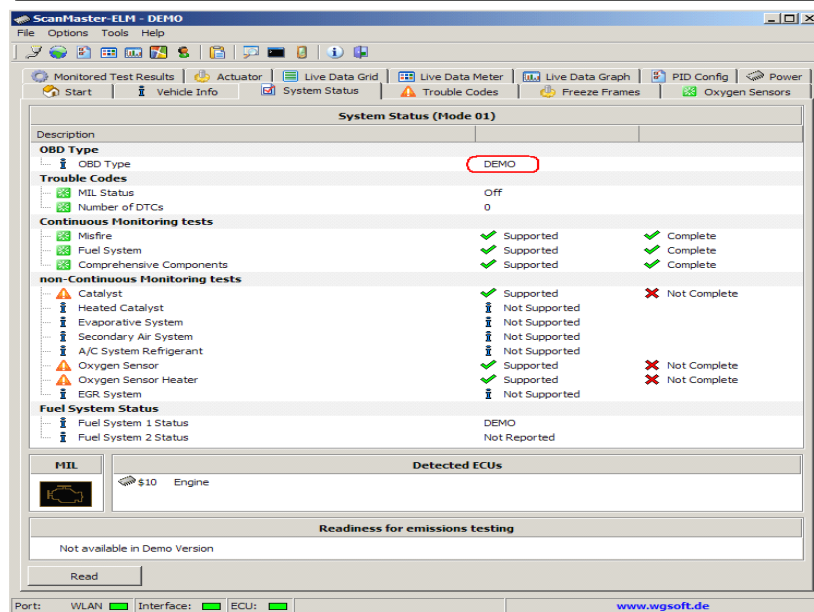 ScanMaster-ELM - DEMO
File Options Tools Help
Monitored Test Results Actuator Live Data Grid Live Data Meter Live Data Graph PID Config Power
Start Vehicle Info System Status Trouble Codes Freeze Frames Oxygen Sensors
System Status (Mode 01)
Description
OBD Type
OBD Type DEMO
Trouble Codes
MIL Status Off
Number of DTCs 0
Continuous Monitoring tests
Misfire Supported Complete
Fuel System Supported Complete
Comprehensive Components Supported Complete
non-Continuous Monitoring tests
Catalyst Supported Not Complete
Heated Catalyst Not Supported
Evaporative System Not Supported
Secondary Air System Not Supported
A/C System Refrigerant Not Supported
Oxygen Sensor Supported Not Complete
Oxygen Sensor Heater Supported Not Complete
EGR System Not Supported
Fuel System Status
Fuel System 1 Status DEMO
Fuel System 2 Status Not Reported
MIL Detected ECUs
$10 Engine
Readiness for emissions testing
Not available in Demo Version
Read
Port: WLAN Interface: ECU: www.wgsoft.de